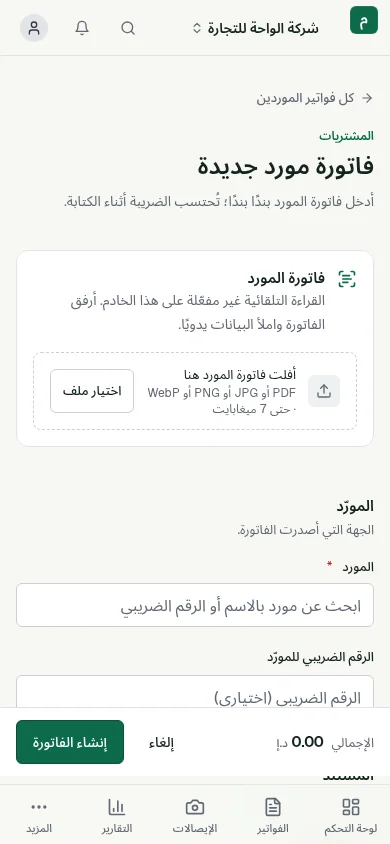 م
شركة الواحة للتجارة
كل فواتير الموردين
المشتريات
فاتورة مورد جديدة
أدخل فاتورة المورد بندًا بندًا؛ تُحتسب الضريبة أثناء الكتابة.
فاتورة المورد
القراءة التلقائية غير مفعّلة على هذا الخادم. أرفق
الفاتورة واملأ البيانات يدويًا.
أفلت فاتورة المورد هنا
PDF أو JPG أو PNG أو WebP
· حتى 7 ميغابايت
اختيار ملف
المورّد
الجهة التي أصدرت الفاتورة.
المورد *
ابحث عن مورد بالاسم أو الرقم الضريبي
الرقم الضريبي للمورّد
الرقم الضريبي (اختياري)
الإجمالي 0.00 د.إ
إلغاء
إنشاء الفاتورة
المستند
لوحة التحكم
الفواتير
الإيصالات
التقارير
المزيد